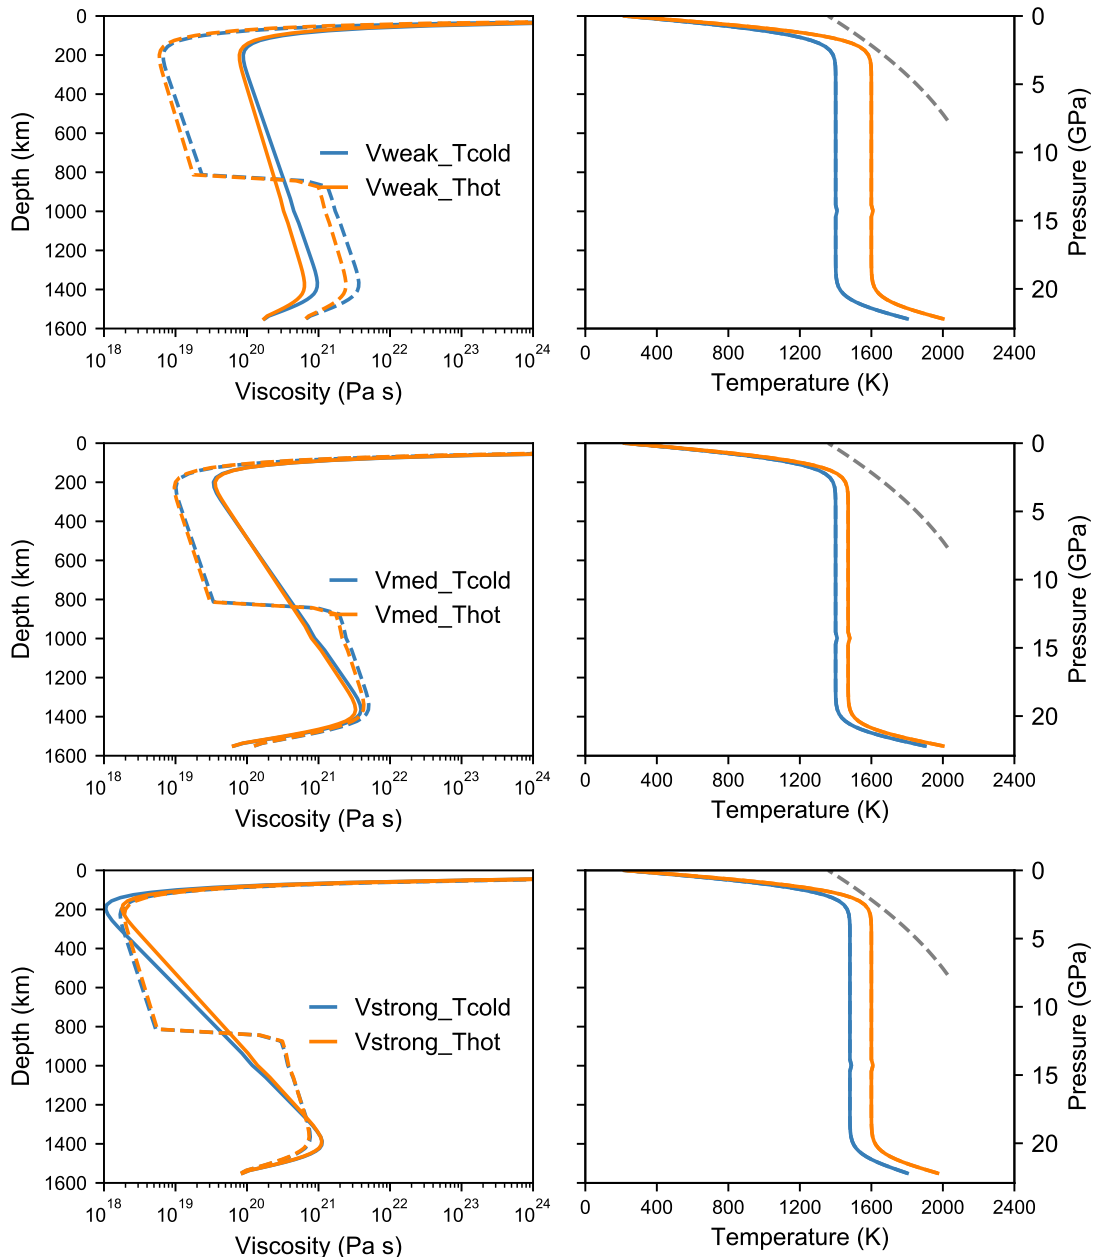 0
200
400
600
800
1000
1200
1400
1600
Depth (km)
Vweak_Tcold
Vweak_Thot
10^18 10^19 10^20 10^21 10^22 10^23 10^24
Viscosity (Pa s)
0
5
10
15
20
Pressure (GPa)
0 400 800 1200 1600 2000 2400
Temperature (K)
0
200
400
600
800
1000
1200
1400
1600
Depth (km)
Vmed_Tcold
Vmed_Thot
10^18 10^19 10^20 10^21 10^22 10^23 10^24
Viscosity (Pa s)
0
5
10
15
20
Pressure (GPa)
0 400 800 1200 1600 2000 2400
Temperature (K)
0
200
400
600
800
1000
1200
1400
1600
Depth (km)
Vstrong_Tcold
Vstrong_Thot
10^18 10^19 10^20 10^21 10^22 10^23 10^24
Viscosity (Pa s)
0
5
10
15
20
Pressure (GPa)
0 400 800 1200 1600 2000 2400
Temperature (K)